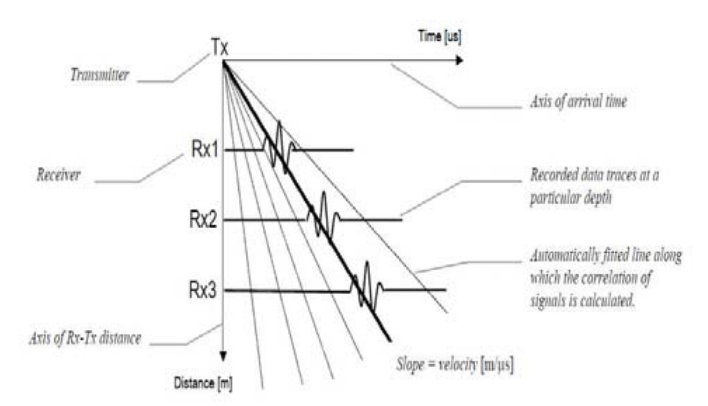 Time [us]
Tx
Transmitter
Axis of arrival time
Rx1
Receiver
Recorded data traces at a
particular depth
Rx2
Automatically fitted line along
which the correlation of
signals is calculated.
Rx3
Axis of Rx-Tx distance
Slope = velocity [m/µs]
Distance [m]